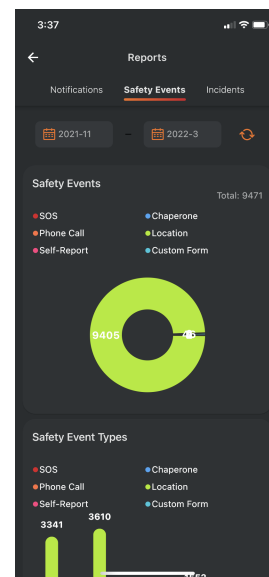 3:37
Reports
Notifications Safety Events Incidents
2021-11 - 2022-3
Safety Events
Total: 9471
SOS Chaperone
Phone Call Location
Self-Report Custom Form
9405
Safety Event Types
SOS Chaperone
Phone Call Location
Self-Report Custom Form
3610
3341